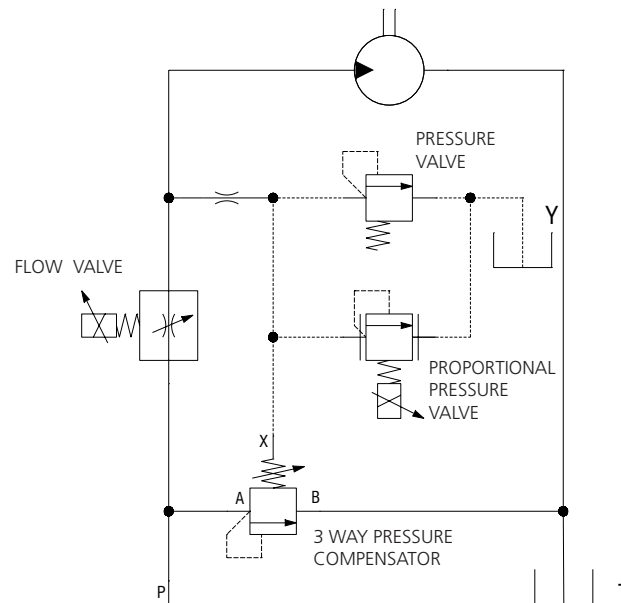 PRESSURE
VALVE
Y
FLOW VALVE
PROPORTIONAL
PRESSURE
VALVE
X
A
B
3 WAY PRESSURE
COMPENSATOR
P